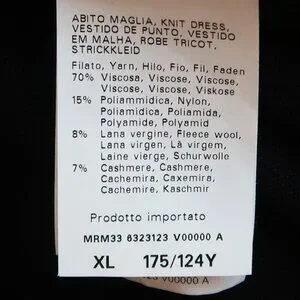 ABITO MAGLIA, KNIT DRESS,
VESTIDO DE PUNTO, VESTIDO
EM MALHA, ROBE TRICOT,
STRICKLEID
Filato, Yarn, Hilo, Fio, Fil, Faden
70% Viscosa, Viscose, Viscose,
Viscose, Viscose, Viskose
15% Poliammidica, Nylon,
Poliamidica, Poliamida,
Polyamide, Polyamid
8% Lana vergine, Fleece wool,
Lana virgen, Lã virgem,
Laine vierge, Schurwolle
7% Cashmere, Cashmere,
Cachemira, Caxemira,
Cachemire, Kaschmir
Prodotto importato
MRM33 6323123 V00000 A
XL 175/124Y
123 V00000 A